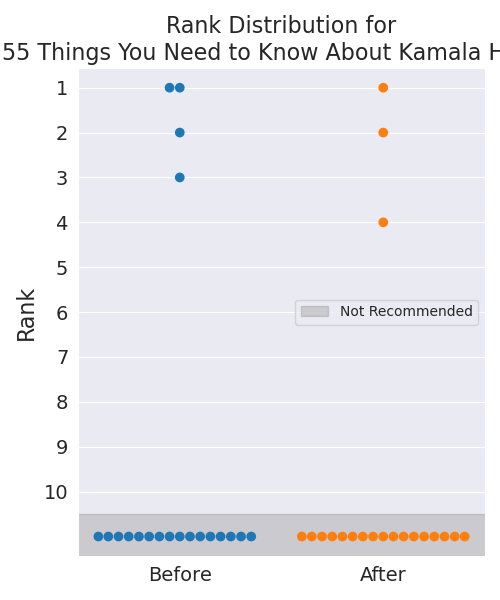 Rank Distribution for
55 Things You Need to Know About Kamala H
1
2
3
4
5
6
7
8
9
10
Rank
Not Recommended
Before
After